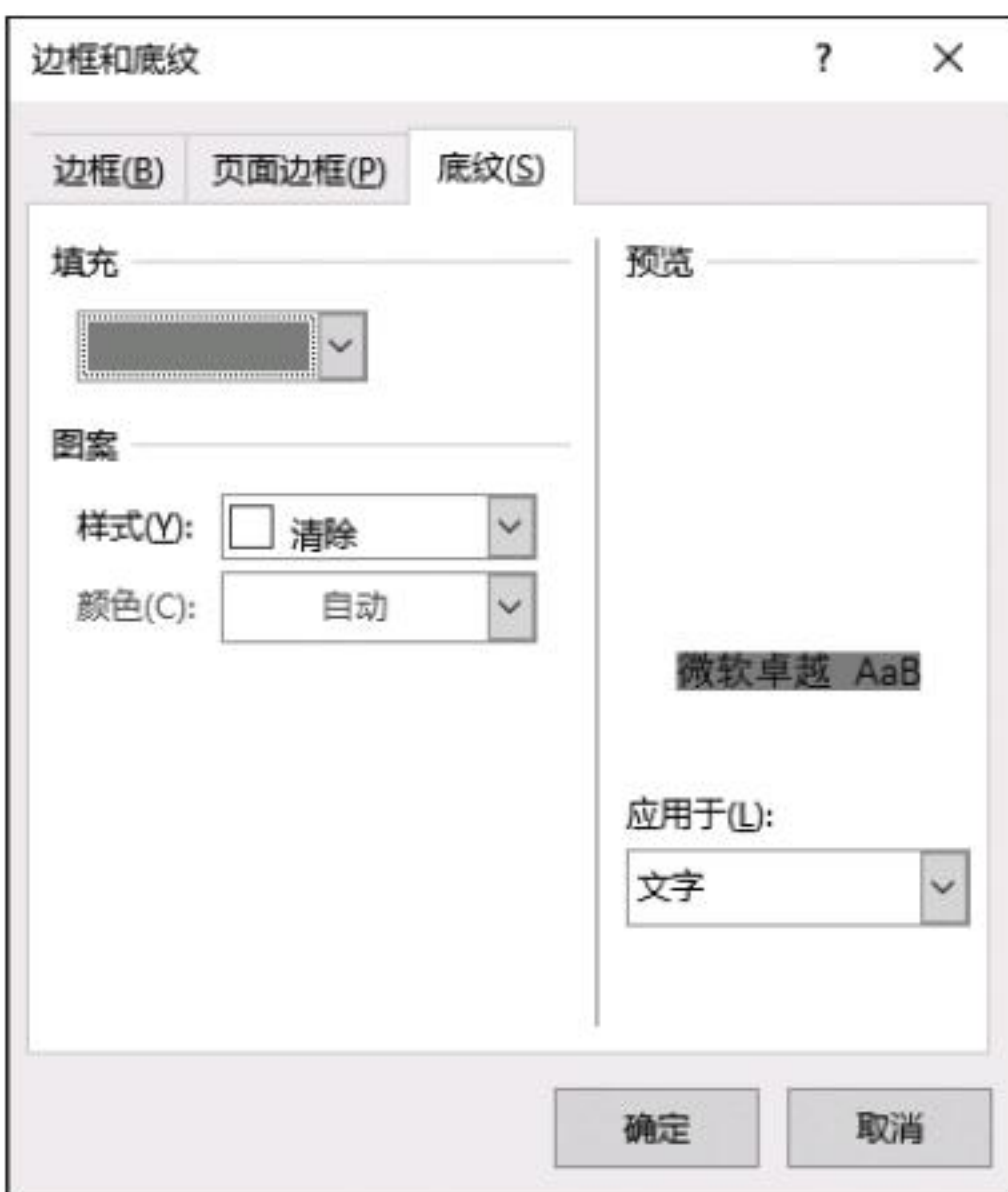 边框和底纹 ? ×
边框(B) 页面边框(P) 底纹(S)
填充
图案
样式(Y): 清除
颜色(C): 自动
预览
微软卓越 AaB
应用于(L):
文字
确定 取消